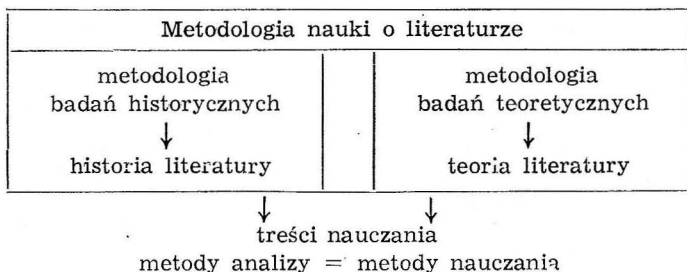 Metodologia nauki o literaturze
metodologia
badań historycznych
↓
historia literatury
metodologia
badań teoretycznych
↓
teoria literatury
↓ ↓
treści nauczania
metody analizy = metody nauczania